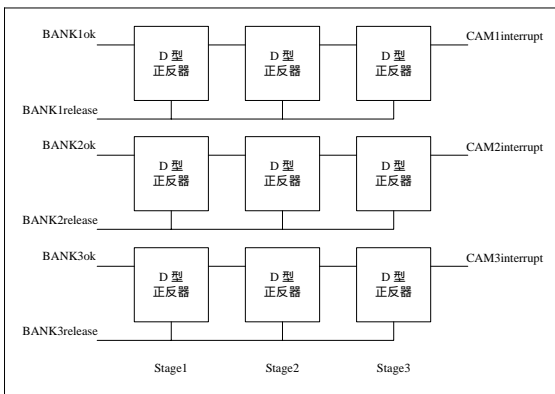 BANK1ok
D 型
正反器
D 型
正反器
D 型
正反器
CAM1interrupt
BANK1release
BANK2ok
D 型
正反器
D 型
正反器
D 型
正反器
CAM2interrupt
BANK2release
BANK3ok
D 型
正反器
D 型
正反器
D 型
正反器
CAM3interrupt
BANK3release
Stage1
Stage2
Stage3